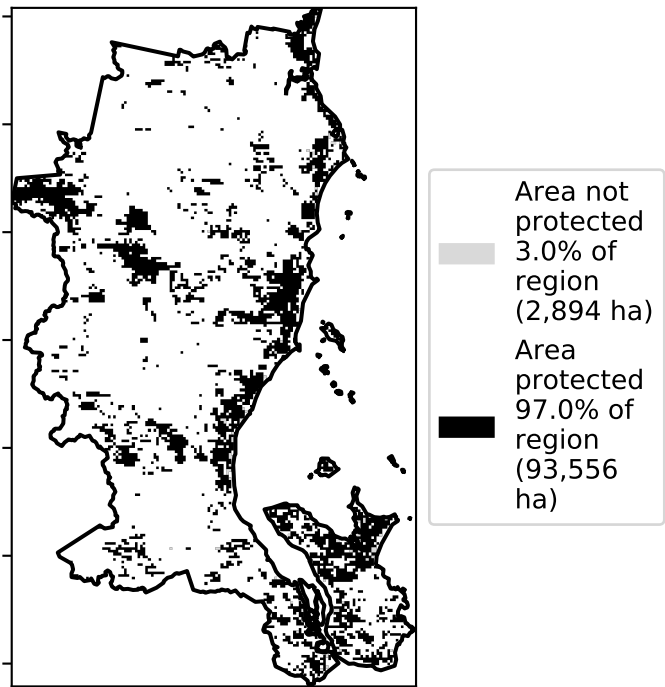 Area not
protected
3.0% of
region
(2,894 ha)
Area
protected
97.0% of
region
(93,556
ha)